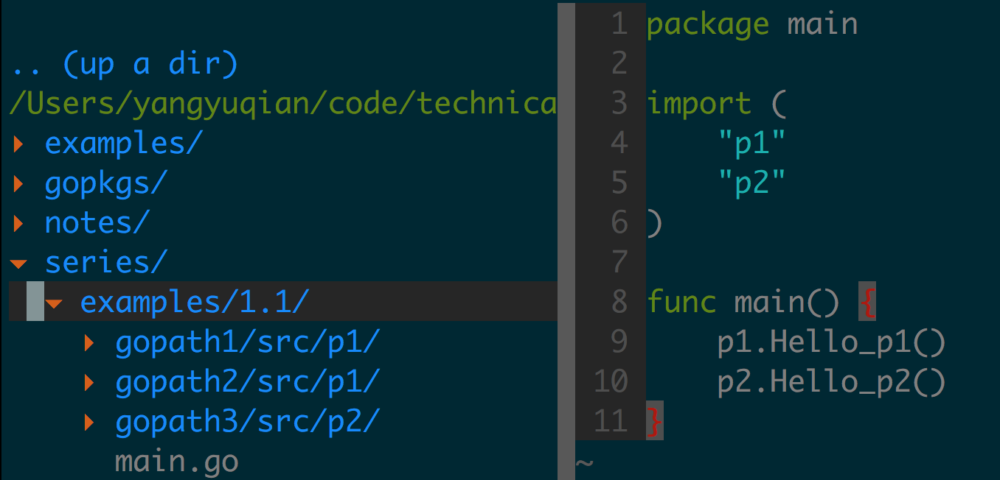 .. (up a dir)
/Users/yangyuqian/code/technica
examples/
gopkgs/
notes/
series/
examples/1.1/
gopath1/src/p1/
gopath2/src/p1/
gopath3/src/p2/
main.go
1 package main
2
3 import (
4 "p1"
5 "p2"
6 )
7
8 func main() {
9 p1.Hello_p1()
10 p2.Hello_p2()
11 }
~